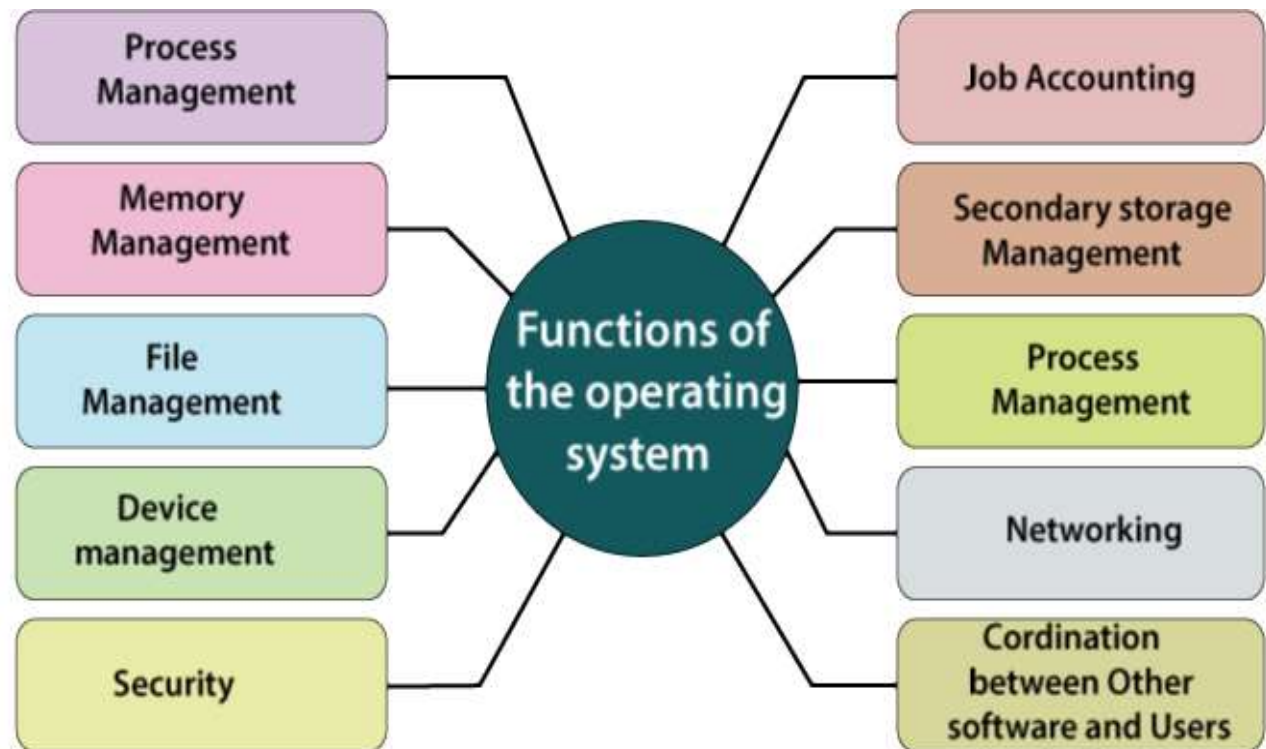 Process
Management
Memory
Management
File
Management
Device
management
Security
Functions of
the operating
system
Job Accounting
Secondary storage
Management
Process
Management
Networking
Cordination
between Other
software and Users